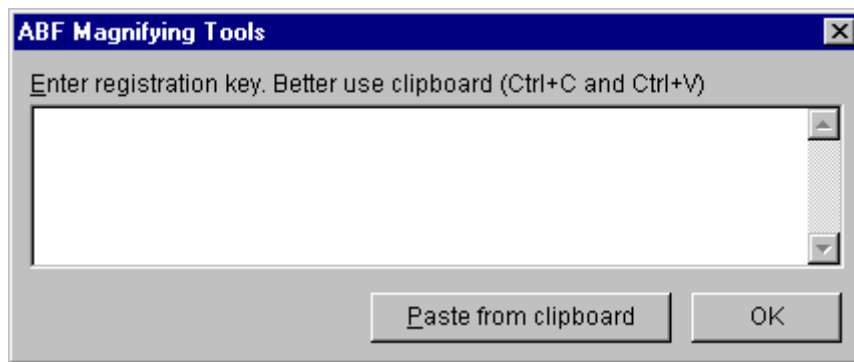 ABF Magnifying Tools
Enter registration key. Better use clipboard (Ctrl+C and Ctrl+V)
Paste from clipboard OK